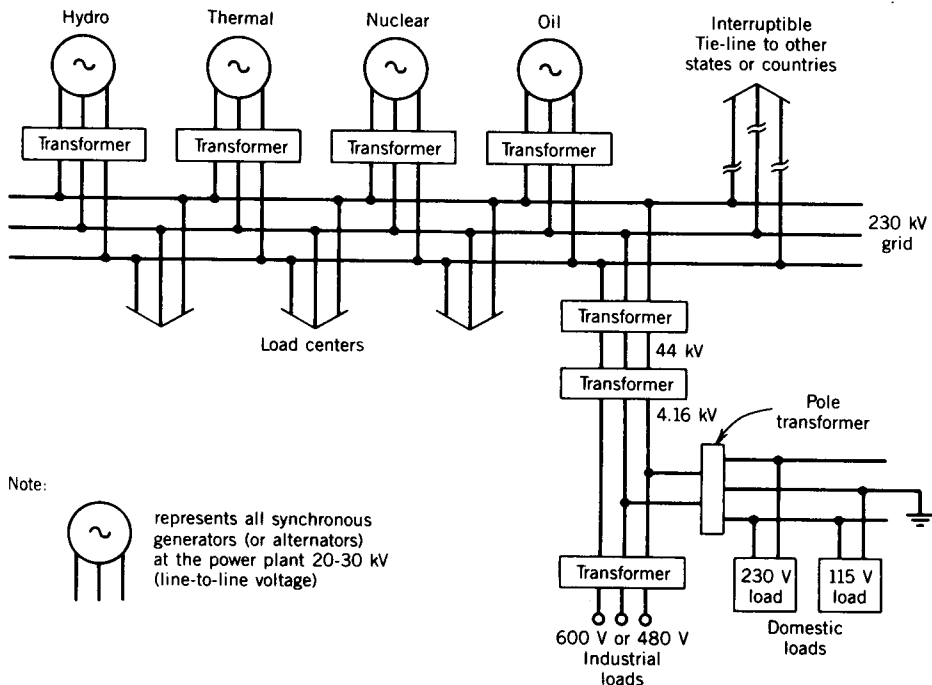 Hydro
Thermal
Nuclear
Oil
Interruptible
Tie-line to other
states or countries
Transformer
Transformer
Transformer
Transformer
230 kV
grid
Load centers
Transformer
44 kV
Transformer
4.16 kV
Pole
transformer
Note:
represents all synchronous
generators (or alternators)
at the power plant 20-30 kV
(line-to-line voltage)
Transformer
230 V
load
115 V
load
600 V or 480 V
Industrial
loads
Domestic
loads